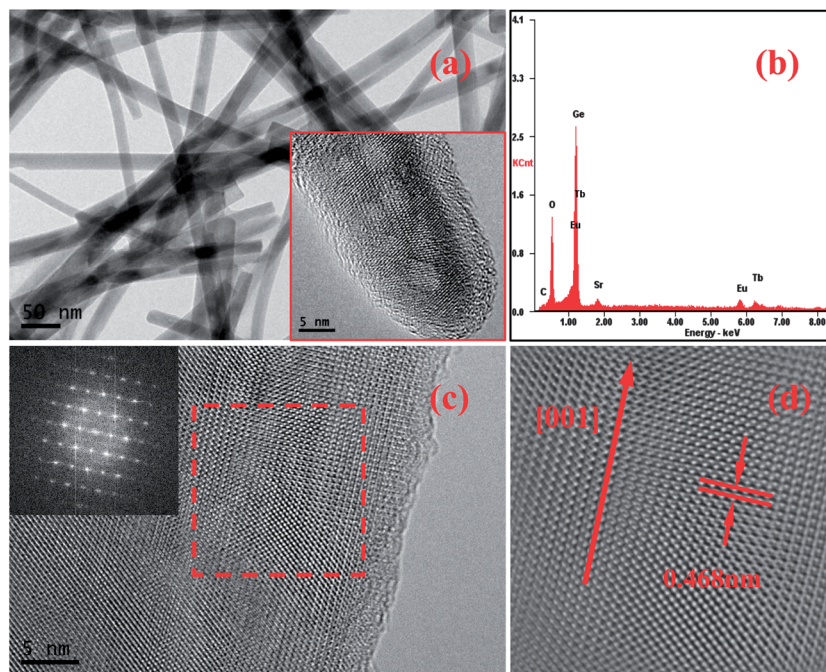 (a)
50 nm
5 nm
(b)
4.1
3.3
2.5
KCnt
1.6
0.8
0.0
Ge
Tb
O
Eu
C
Sr
Eu
Tb
1.00 2.00 3.00 4.00 5.00 6.00 7.00 8.00
Energy - keV
(c)
5 nm
(d)
[001]
0.468nm